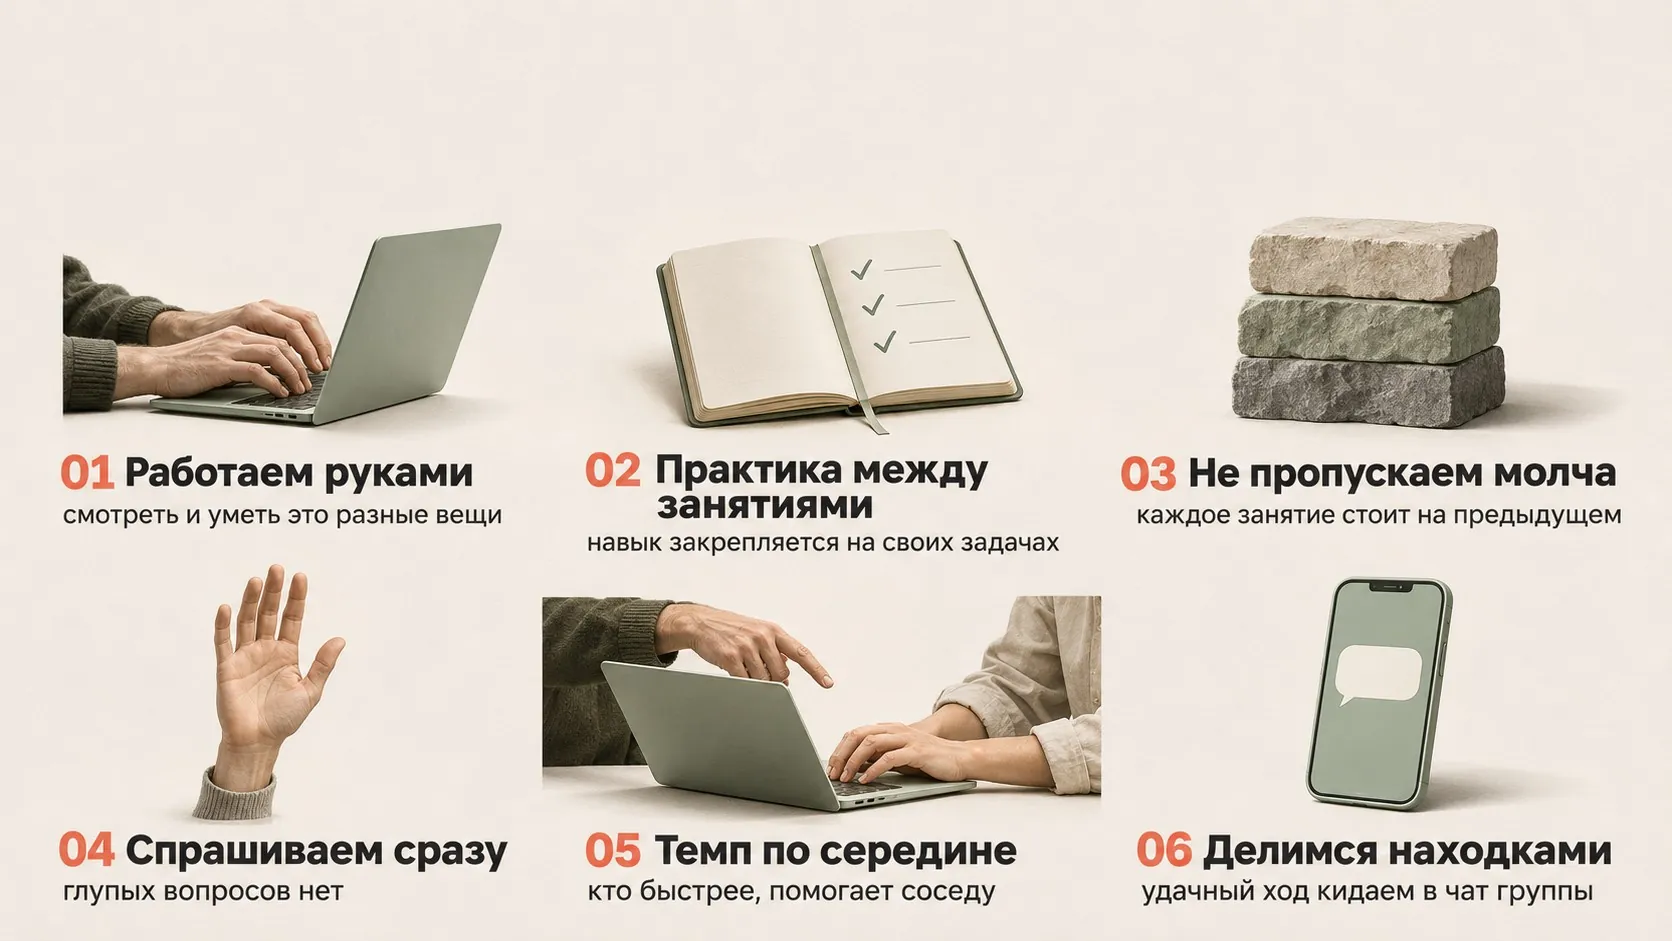 01 Работаем руками
смотреть и уметь это разные вещи
02 Практика между
занятиями
навык закрепляется на своих задачах
03 Не пропускаем молча
каждое занятие стоит на предыдущем
04 Спрашиваем сразу
глупых вопросов нет
05 Темп по середине
кто быстрее, помогает соседу
06 Делимся находками
удачный ход кидаем в чат группы